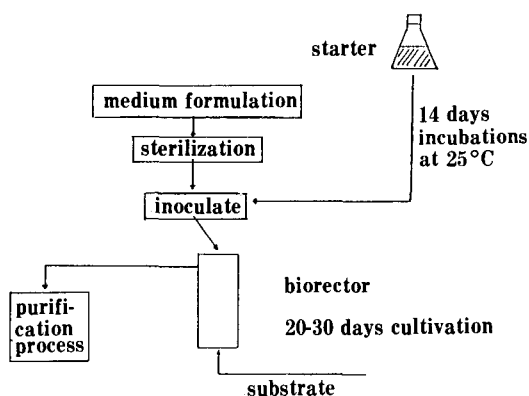 starter
medium formulation
14 days
incubations
at 25°C
sterilization
inoculate
biorector
20-30 days cultivation
purifi-
cation
process
substrate